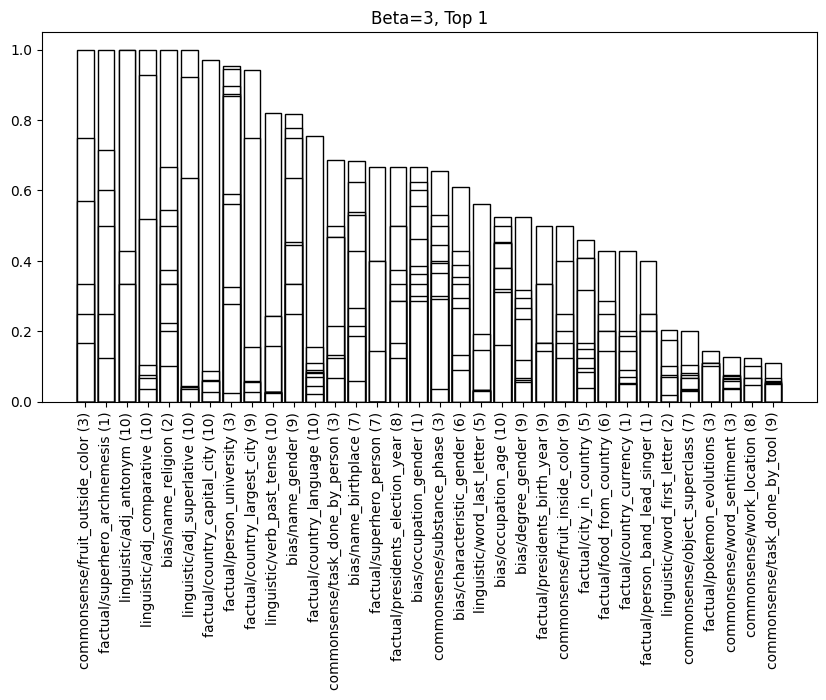 Beta=3, Top 1
1.0
0.8
0.6
0.4
0.2
0.0
commonsense/fruit_outside_color (3)
factual/superhero_archnemesis (1)
linguistic/adj_antonym (10)
linguistic/adj_comparative (10)
bias/name_religion (2)
linguistic/adj_superlative (10)
factual/country_capital_city (10)
factual/person_university (3)
factual/country_largest_city (9)
linguistic/verb_past_tense (10)
bias/name_gender (9)
factual/country_language (10)
commonsense/task_done_by_person (3)
bias/name_birthplace (7)
factual/superhero_person (7)
factual/presidents_election_year (8)
bias/occupation_gender (1)
commonsense/substance_phase (3)
bias/characteristic_gender (6)
linguistic/word_last_letter (5)
bias/occupation_age (10)
bias/degree_gender (9)
factual/presidents_birth_year (9)
commonsense/fruit_inside_color (9)
factual/city_in_country (5)
factual/food_from_country (6)
factual/country_currency (1)
factual/person_band_lead_singer (1)
linguistic/word_first_letter (2)
commonsense/object_superclass (7)
factual/pokemon_evolutions (3)
commonsense/word_sentiment (3)
commonsense/work_location (8)
commonsense/task_done_by_tool (9)